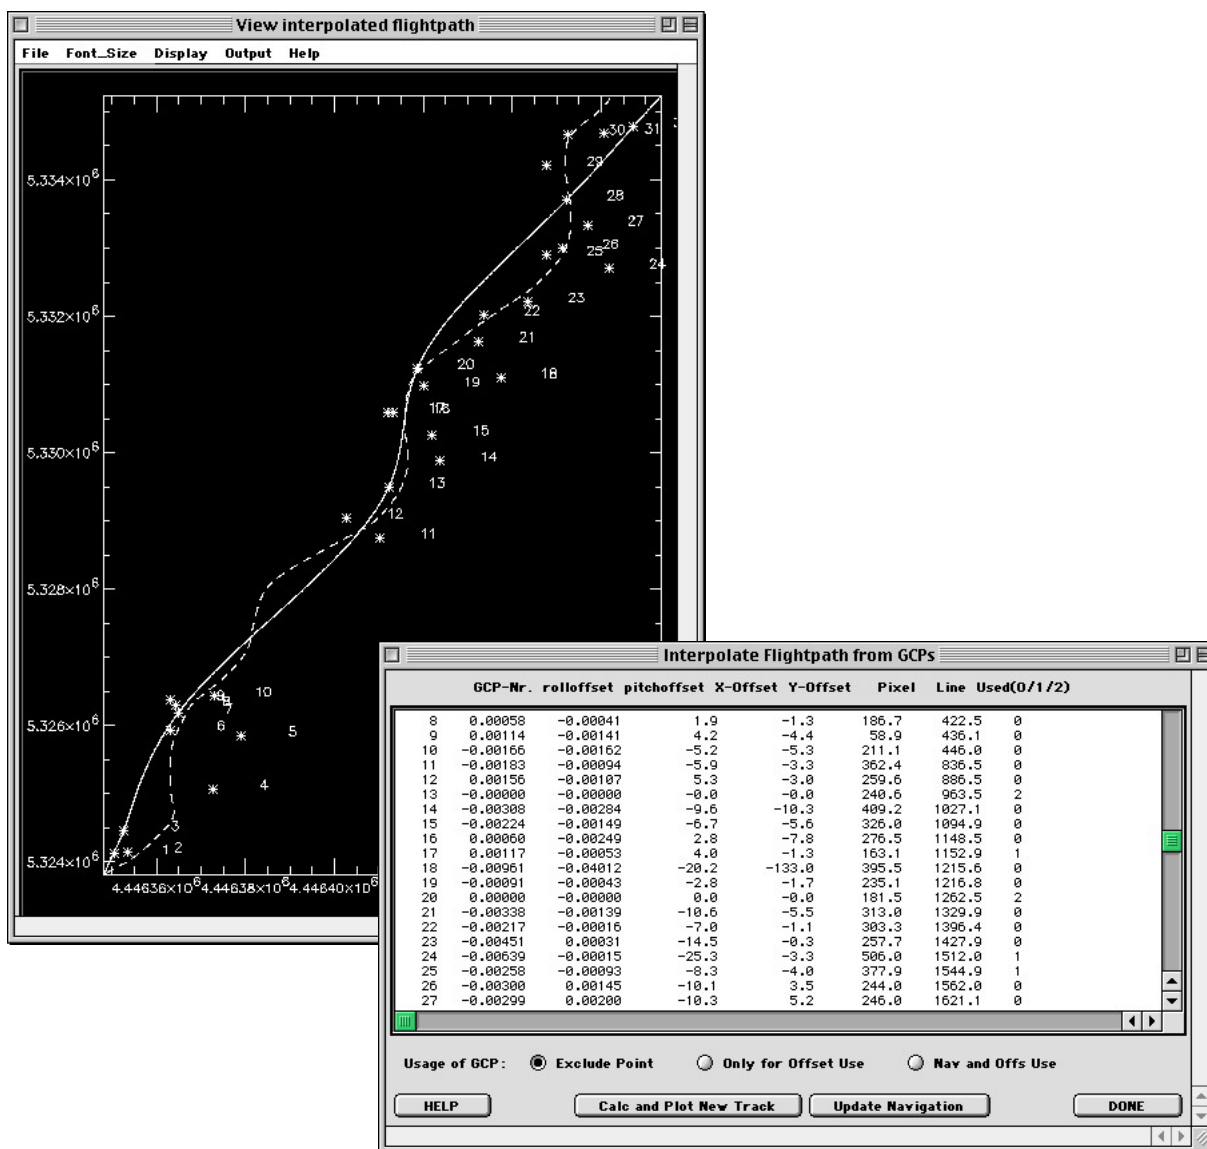 View interpolated flightpath
File Font_Size Display Output Help
30 31
29
5.334×10^6
28
27
26
25
24
23
5.332×10^6
22
21
20
18
19
17
15
5.330×10^6
14
13
12
11
5.328×10^6
10
9
8
7
6
5.326×10^6
5
4
3
1 2
5.324×10^6
4.44636×10^6 4.44638×10^6 4.44640×10^6
Interpolate Flightpath from GCPs
GCP-Nr. rolloffset pitchoffset X-Offset Y-Offset Pixel Line Used(0/1/2)
8 0.00058 -0.00041 1.9 -1.3 186.7 422.5 0
9 0.00114 -0.00141 4.2 -4.4 58.9 436.1 0
10 -0.00166 -0.00162 -5.2 -5.3 211.1 446.0 0
11 -0.00183 -0.00094 -5.9 -3.3 362.4 836.5 0
12 0.00156 -0.00107 5.3 -3.0 259.6 886.5 0
13 -0.00000 -0.00000 -0.0 -0.0 240.6 963.5 2
14 -0.00308 -0.00284 -9.6 -10.3 409.2 1027.1 0
15 -0.00224 -0.00149 -6.7 -5.6 326.0 1094.9 0
16 0.00060 -0.00249 2.8 -7.8 276.5 1148.5 0
17 0.00117 -0.00053 4.0 -1.3 163.1 1152.9 1
18 -0.00961 -0.04012 -20.2 -133.0 395.5 1215.6 0
19 -0.00091 -0.00043 -2.8 -1.7 235.1 1216.8 0
20 0.00000 -0.00000 0.0 -0.0 181.5 1262.5 2
21 -0.00338 -0.00139 -10.6 -5.5 313.0 1329.9 0
22 -0.00217 -0.00016 -7.0 -1.1 303.3 1396.4 0
23 -0.00451 0.00031 -14.5 -0.3 257.7 1427.9 0
24 -0.00639 -0.00015 -25.3 -3.3 506.0 1512.0 1
25 -0.00258 -0.00093 -8.3 -4.0 377.9 1544.9 1
26 -0.00300 0.00145 -10.1 3.5 244.0 1562.0 0
27 -0.00299 0.00200 -10.3 5.2 246.0 1621.1 0
Usage of GCP: Exclude Point Only for Offset Use Nav and Offs Use
HELP Calc and Plot New Track Update Navigation DONE